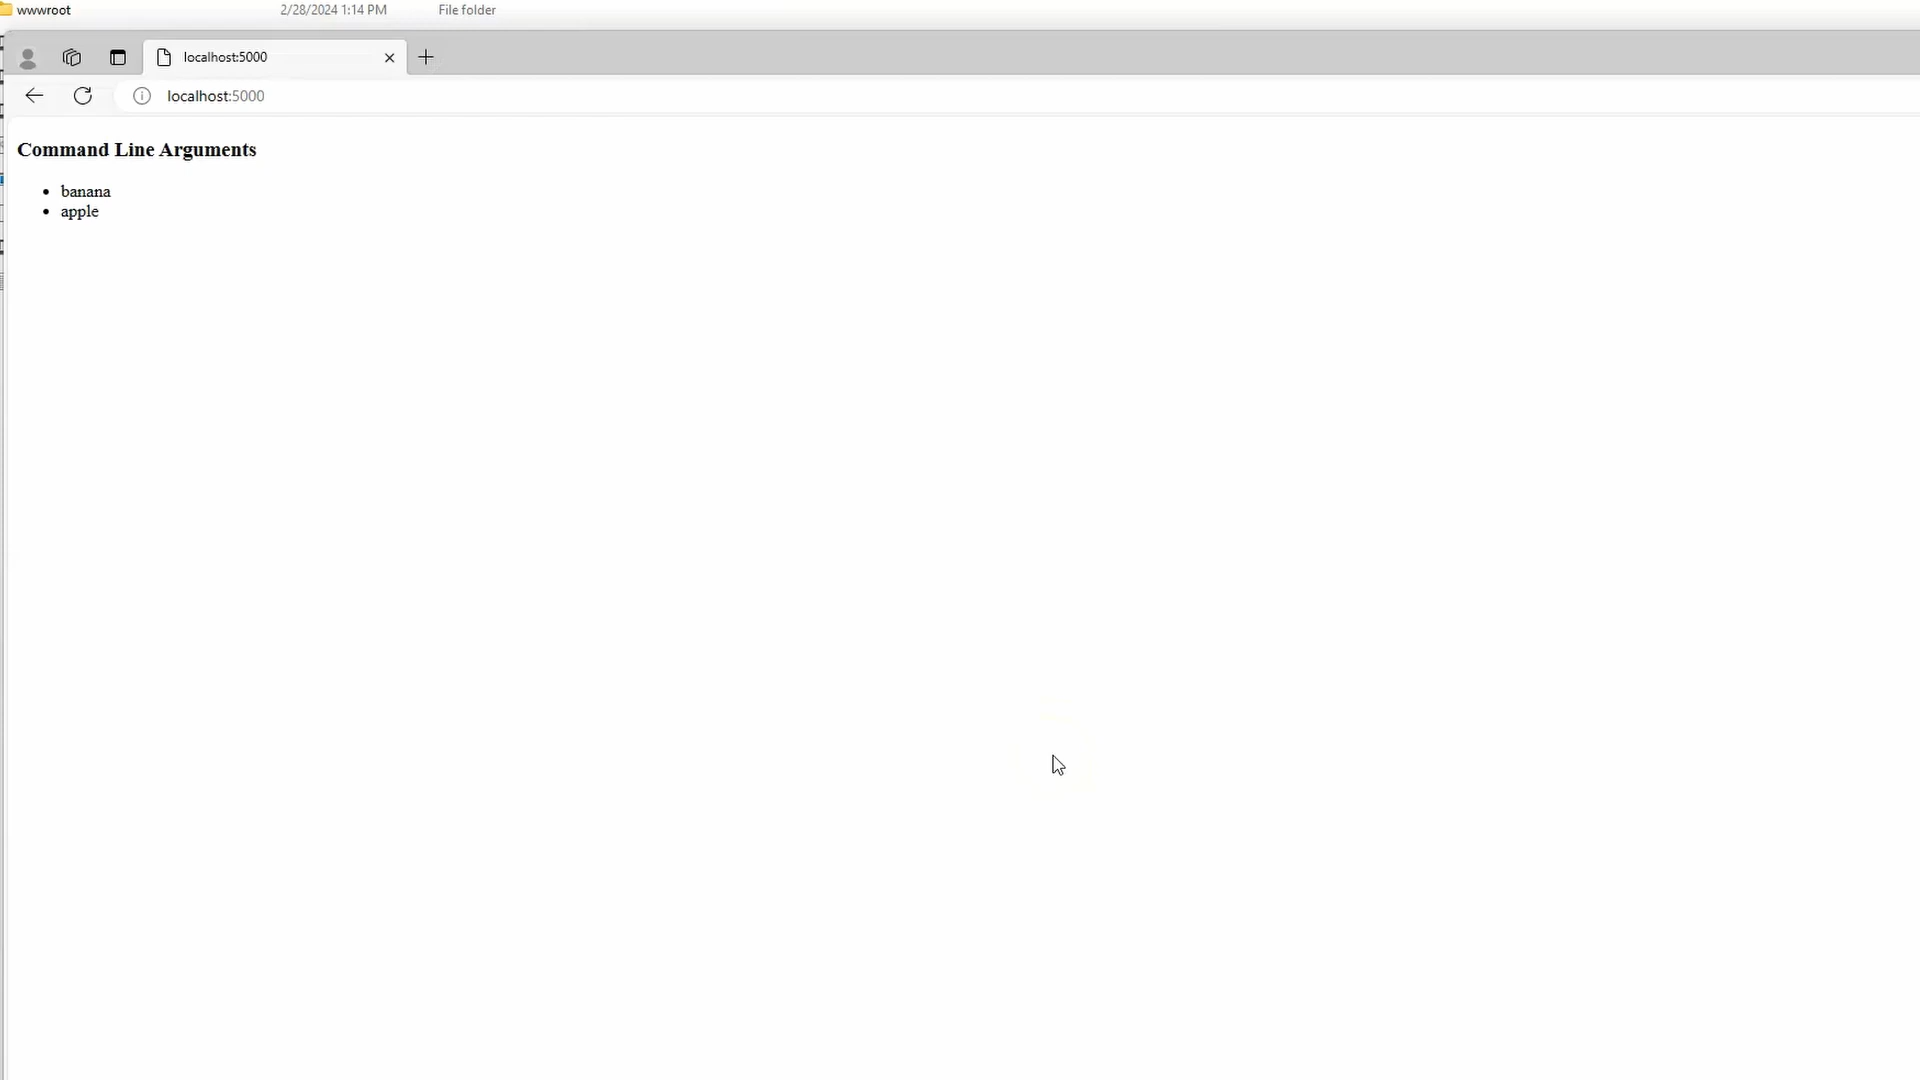 wwwroot 2/28/2024 1:14 PM File folder
localhost:5000
localhost:5000
Command Line Arguments
banana
apple